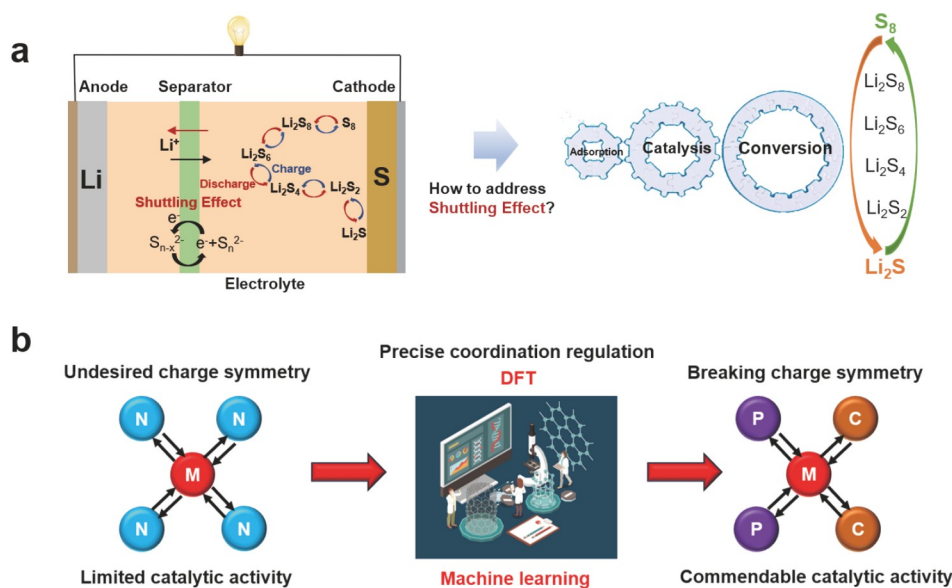 a
Anode
Separator
Cathode
Li
Li⁺
Discharge
Charge
Li₂S₈
S₈
Li₂S₆
Li₂S₄
Li₂S₂
Li₂S
S
Shuttling Effect
e⁻
Sₙ₋ₓ²⁻
e⁻+Sₙ²⁻
Electrolyte
How to address
Shuttling Effect?
Adsorption
Catalysis
Conversion
S₈
Li₂S₈
Li₂S₆
Li₂S₄
Li₂S₂
Li₂S
b
Undesired charge symmetry
N
N
M
N
N
Limited catalytic activity
Precise coordination regulation
DFT
Machine learning
Breaking charge symmetry
P
C
M
P
C
Commendable catalytic activity